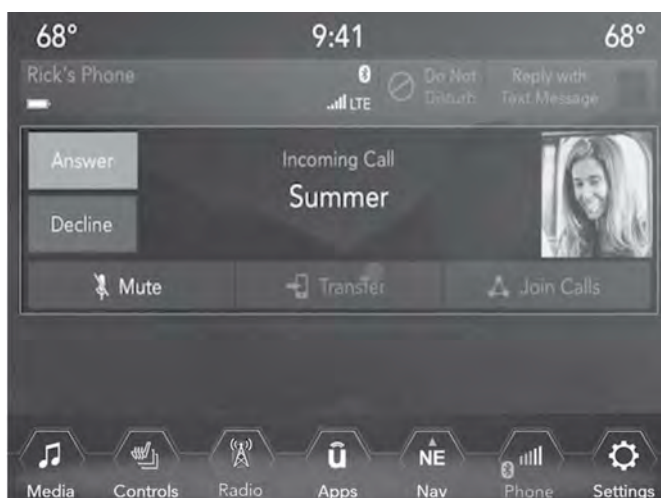 68° 9:41 68°
Rick's Phone
LTE
Do Not
Disturb
Reply with
Text Message
Answer
Incoming Call
Summer
Decline
Mute
Transfer
Join Calls
NE
Media
Controls
Radio
Apps
Nav
Phone
Settings